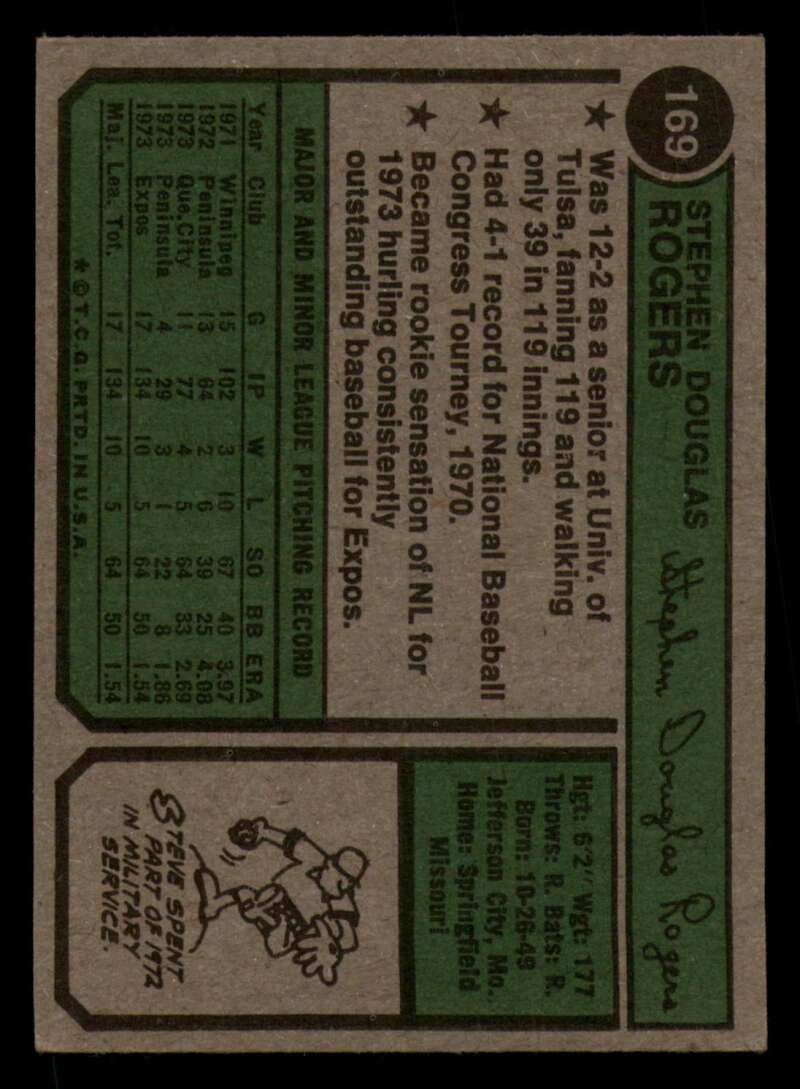 169
STEPHEN DOUGLAS
ROGERS
Stephen Douglas Rogers
★ Was 12-2 as a senior at Univ. of
Tulsa, fanning 119 and walking
only 39 in 119 innings.
★ Had 4-1 record for National Baseball
Congress Tourney, 1970.
★ Became rookie sensation of NL for
1973 hurling consistently
outstanding baseball for Expos.
MAJOR AND MINOR LEAGUE PITCHING RECORD
Year Club G IP W L SO BB ERA
1971 Winnipeg 15 102 3 10 67 40 3.97
1972 Peninsula 13 64 2 6 39 25 4.08
1973 Que.City 11 77 4 5 64 33 2.69
1973 Peninsula 4 29 3 1 22 8 1.86
1973 Expos 17 134 10 5 64 50 1.54
Maj. Lea. Tot. 17 134 10 5 64 50 1.54
* © T.C.G. PRTD. IN U.S.A.
Hgt: 6'2" Wgt: 177
Throws: R. Bats: R.
Born: 10-26-49
Jefferson City, Mo.
Home: Springfield
Missouri
STEVE SPENT
PART OF 1972
IN MILITARY
SERVICE.